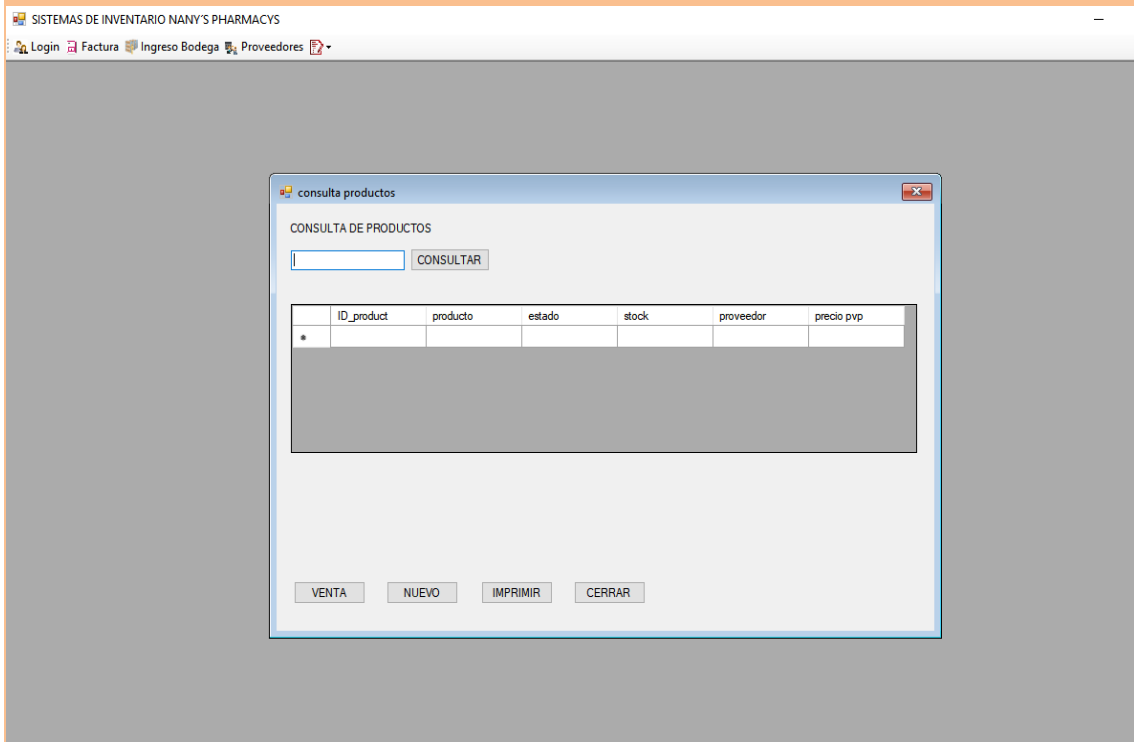 SISTEMAS DE INVENTARIO NANY´S PHARMACYS
Login Factura Ingreso Bodega Proveedores
consulta productos
CONSULTA DE PRODUCTOS
CONSULTAR
ID_product producto estado stock proveedor precio pvp
VENTA NUEVO IMPRIMIR CERRAR